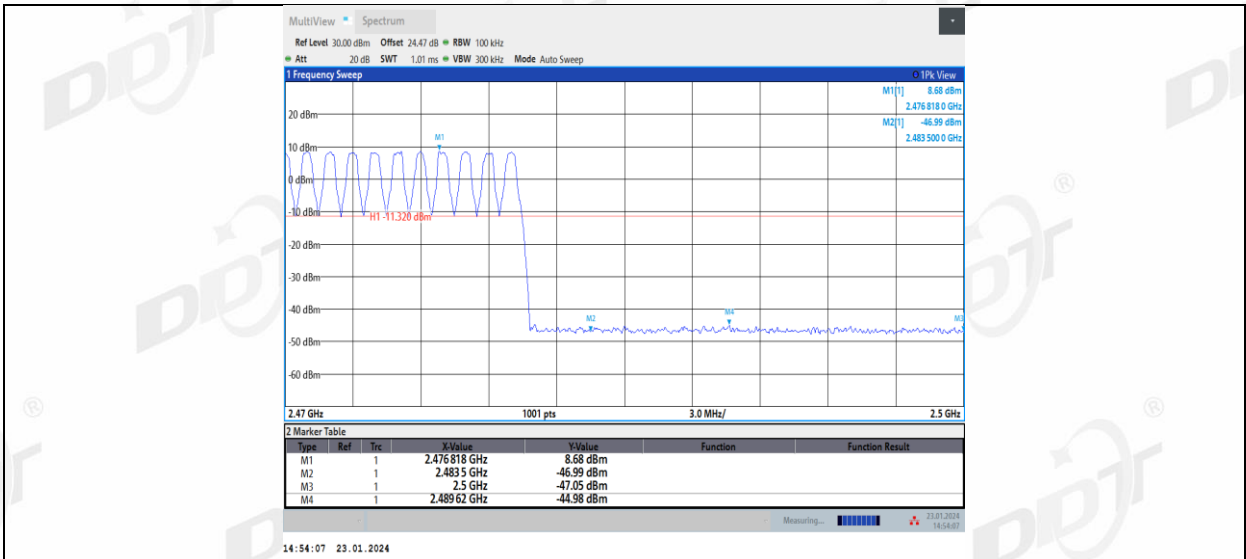 MultiView Spectrum
Ref Level 30.00 dBm Offset 24.47 dB RBW 100 kHz
Att 20 dB SWT 1.01 ms VBW 300 kHz Mode Auto Sweep
1 Frequency Sweep 1Pk View
M1[1] 8.68 dBm
2.476 818 0 GHz
M2[1] -46.99 dBm
2.483 500 0 GHz
20 dBm
M1
10 dBm
0 dBm
-10 dBm
H1 -11.320 dBm
-20 dBm
-30 dBm
-40 dBm
M2 M4 M3
-50 dBm
-60 dBm
2.47 GHz 1001 pts 3.0 MHz/ 2.5 GHz
2 Marker Table
Type Ref Trc X-Value Y-Value Function Function Result
M1 1 2.476 818 GHz 8.68 dBm
M2 1 2.483 5 GHz -46.99 dBm
M3 1 2.5 GHz -47.05 dBm
M4 1 2.489 62 GHz -44.98 dBm
Measuring... 23.01.2024
14:54:07
14:54:07 23.01.2024
DDT
®